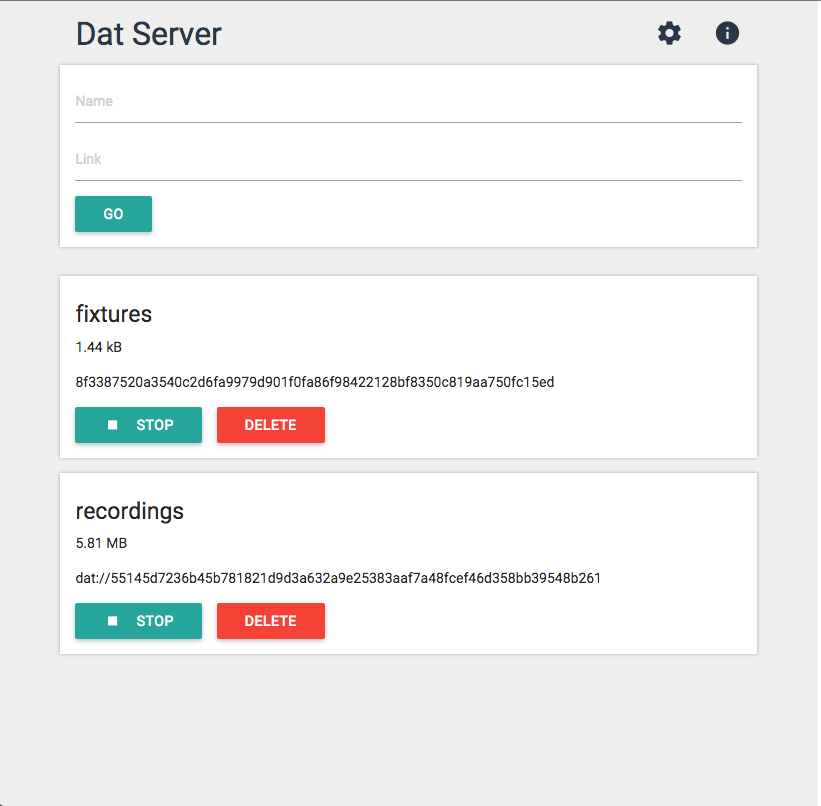 Dat Server
Name
Link
GO
fixtures
1.44 kB
8f3387520a3540c2d6fa9979d901f0fa86f98422128bf8350c819aa750fc15ed
STOP DELETE
recordings
5.81 MB
dat://55145d7236b45b781821d9d3a632a9e25383aaf7a48fcef46d358bb39548b261
STOP DELETE